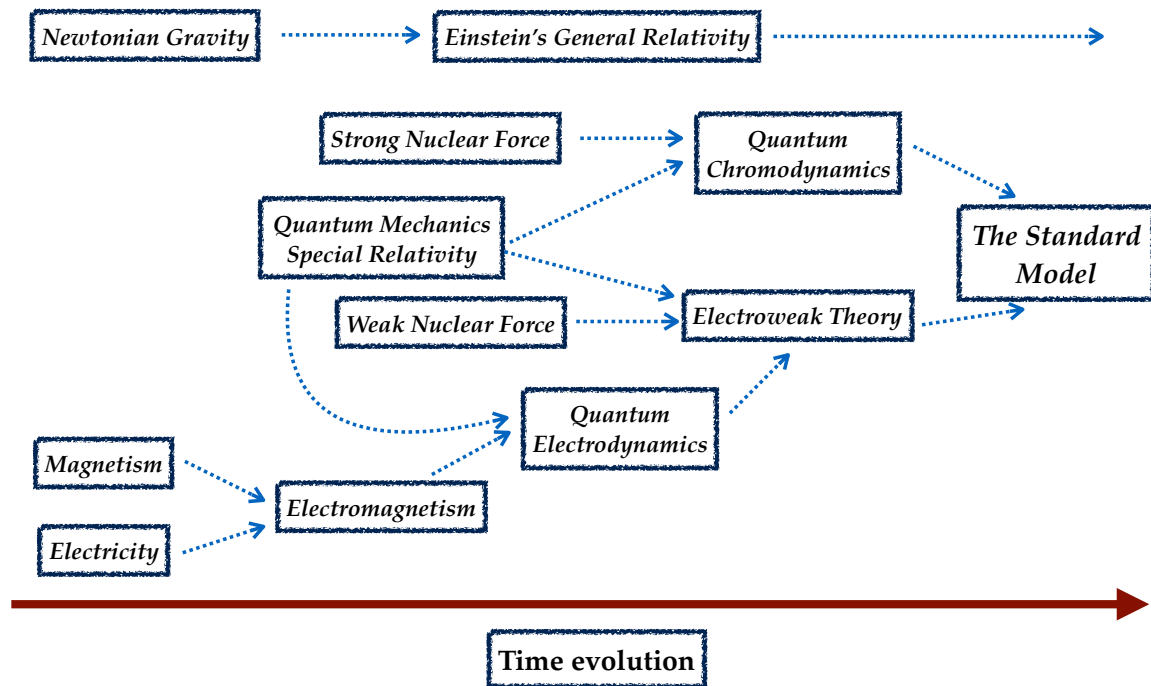 Newtonian Gravity
Einstein's General Relativity
Strong Nuclear Force
Quantum
Chromodynamics
Quantum Mechanics
Special Relativity
The Standard
Model
Weak Nuclear Force
Electroweak Theory
Quantum
Electrodynamics
Magnetism
Electromagnetism
Electricity
Time evolution